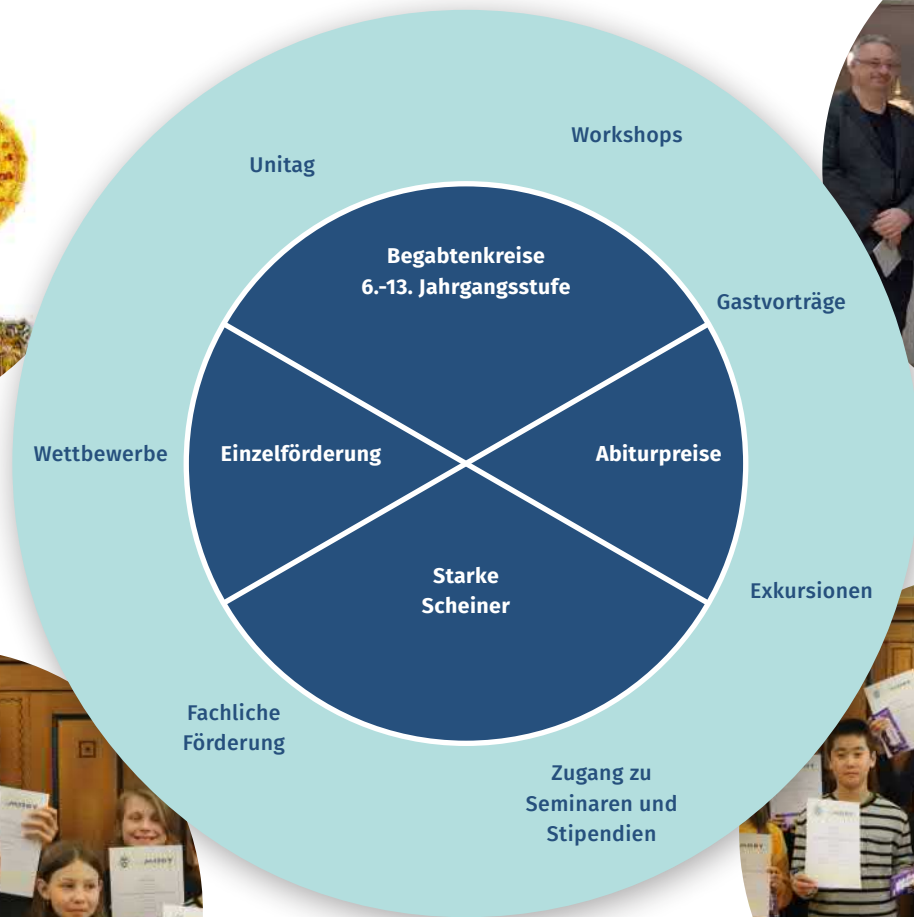 Workshops
Unitag
Begabtenkreise
6.-13. Jahrgangsstufe
Gastvorträge
Wettbewerbe
Einzelförderung
Abiturpreise
Starke
Scheiner
Exkursionen
Fachliche
Förderung
Zugang zu
Seminaren und
Stipendien